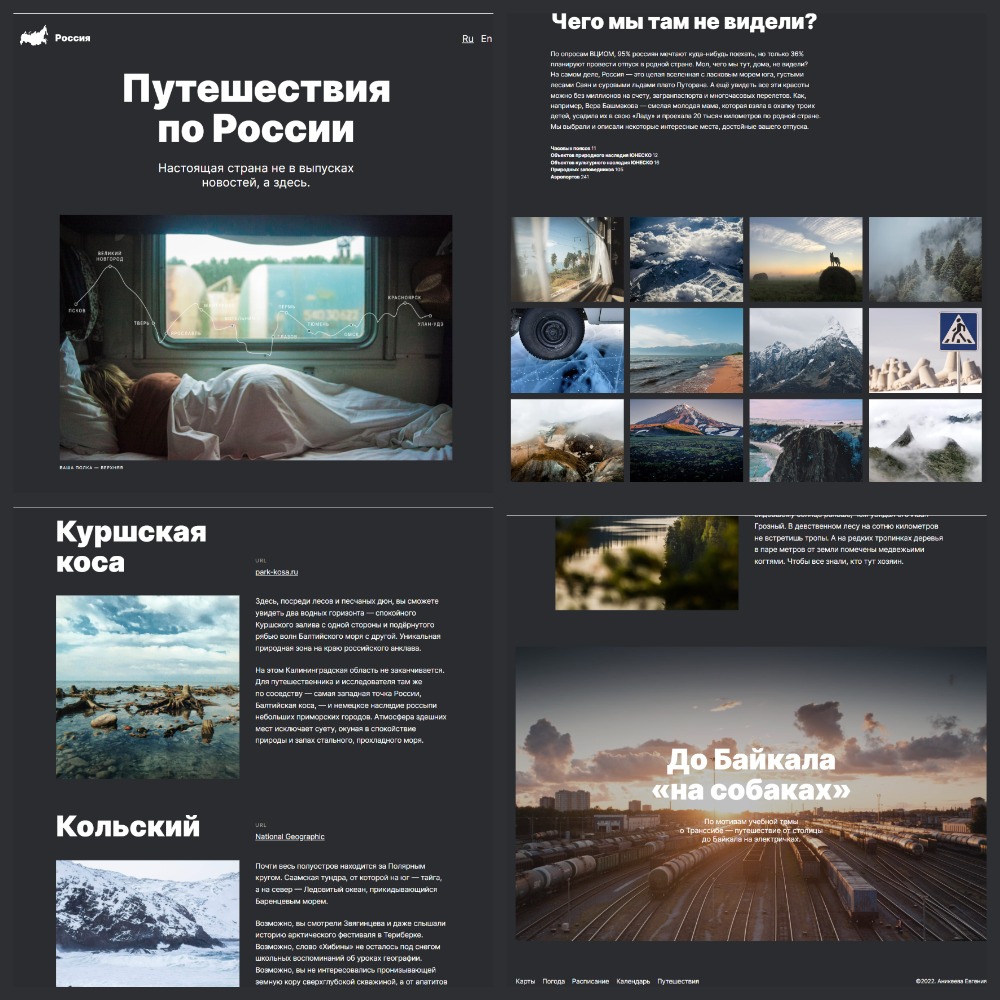 Россия
Ru En
Путешествия
по России
Настоящая страна не в выпусках
новостей, а здесь.
ВЕЛИКИЙ
НОВГОРОД
ПСКОВ
ТВЕРЬ
ЯРОСЛАВЛЬ
ПЕРМЬ
КАЗАНЬ
ТЮМЕНЬ
ОМСК
КРАСНОЯРСК
УЛАН-УДЭ
ВАША ПОЛКА — ВЕРХНЯЯ
Чего мы там не видели?
По опросам ВЦИОМ, 95% россиян мечтают куда-нибудь поехать, но только 36%
планируют провести отпуск в родной стране. Мол, чего мы тут, дома, не видели?
На самом деле, Россия — это целая вселенная с ласковым морем юга, густыми
лесами Саян и суровыми льдами плато Путорана. А ещё увидеть все эти красоты
можно без миллионов на счету, загранпаспорта и многочасовых перелетов. Как,
например, Вере Башмакова — смелая молодая мама, которая взяла в охапку троих
детей, усадила их в свою «Ладу» и проехала 20 тысяч километров по родной стране.
Мы выбрали и описали некоторые интересные места, достойные вашего отпуска.
Часовых поясов 11
Объектов природного наследия ЮНЕСКО 12
Объектов культурного наследия ЮНЕСКО 16
Природных заповедников 105
Аэропортов 241
Куршская
коса
URL
park-kosa.ru
Здесь, посреди лесов и песчаных дюн, вы сможете
увидеть два водных горизонта — спокойного
Куршского залива с одной стороны и подёрнутого
рябью волн Балтийского моря с другой. Уникальная
природная зона на краю российского анклава.
На этом Калининградская область не заканчивается.
Для путешественника и исследователя там же
по соседству — самая западная точка России,
Балтийская коса, — и немецкое наследие россыпи
небольших приморских городов. Атмосфера здешних
мест исключает суету, окуная в спокойствие
природы и запах стального, прохладного моря.
Кольский
URL
National Geographic
Почти весь полуостров находится за Полярным
кругом. Саамская тундра, от которой на юг — тайга,
а на север — Ледовитый океан, прикидывающийся
Баренцевым морем.
Возможно, вы смотрели Звягинцева и даже слышали
историю арктического фестиваля в Териберке.
Возможно, слово «Хибины» не осталось под снегом
школьных воспоминаний об уроках географии.
Возможно, вы не интересовались пронизывающей
земную кору сверхглубокой скважиной, а от апатитов
Грозный. В девственном лесу на сотню километров
не встретишь тропы. А на редких тропинках деревья
в паре метров от земли помечены медвежьими
когтями. Чтобы все знали, кто тут хозяин.
До Байкала
«на собаках»
По мотивам учебной темы
о Транссибе — путешествие от столицы
до Байкала на электричках.
Карты Погода Расписание Календарь Путешествия
©2022. Аникеева Евгения